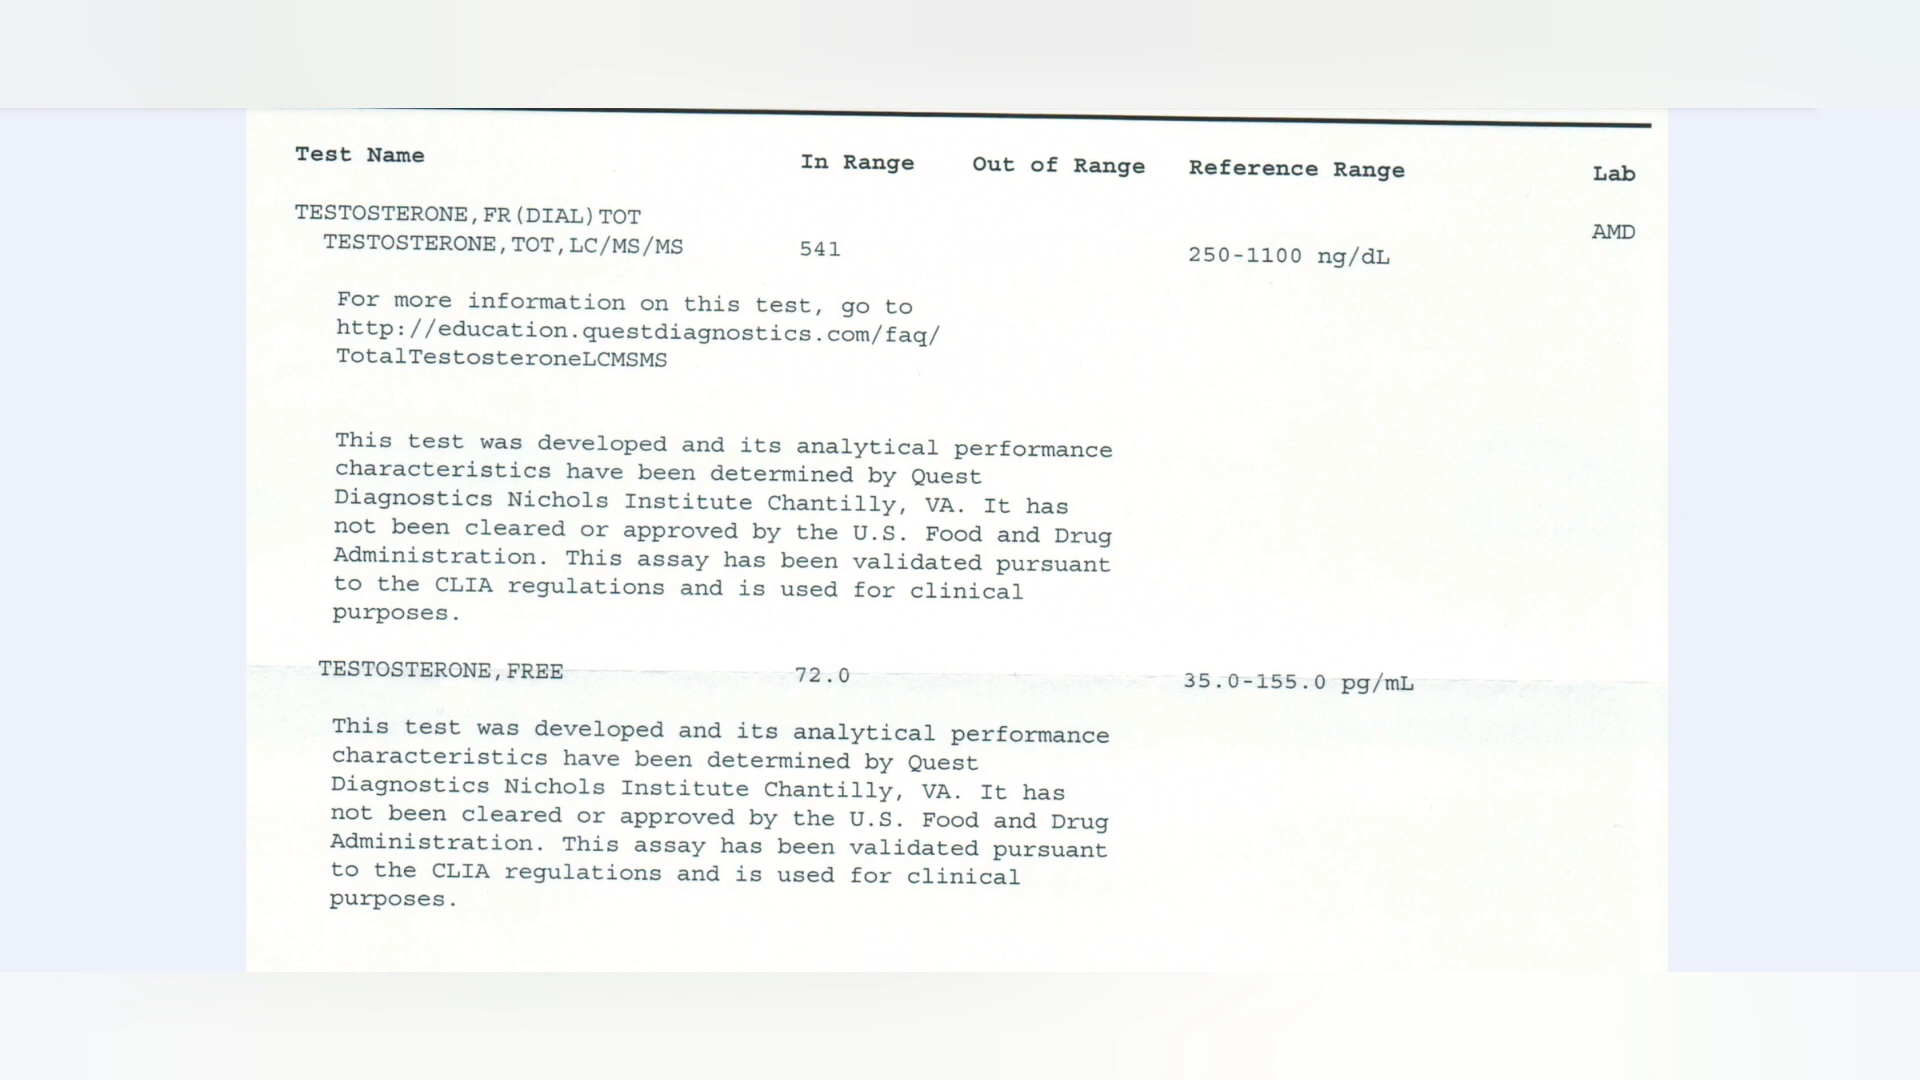 Test Name In Range Out of Range Reference Range Lab
TESTOSTERONE,FR(DIAL)TOT AMD
TESTOSTERONE,TOT,LC/MS/MS 541 250-1100 ng/dL
For more information on this test, go to
http://education.questdiagnostics.com/faq/
TotalTestosteroneLCMSMS
This test was developed and its analytical performance
characteristics have been determined by Quest
Diagnostics Nichols Institute Chantilly, VA. It has
not been cleared or approved by the U.S. Food and Drug
Administration. This assay has been validated pursuant
to the CLIA regulations and is used for clinical
purposes.
TESTOSTERONE,FREE 72.0 35.0-155.0 pg/mL
This test was developed and its analytical performance
characteristics have been determined by Quest
Diagnostics Nichols Institute Chantilly, VA. It has
not been cleared or approved by the U.S. Food and Drug
Administration. This assay has been validated pursuant
to the CLIA regulations and is used for clinical
purposes.